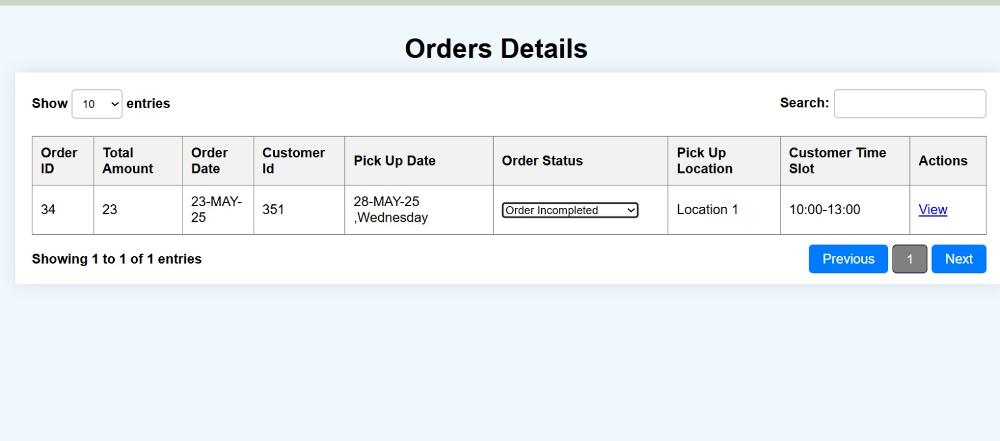 Orders Details
Show 10 entries
Search:
Order ID
Total Amount
Order Date
Customer Id
Pick Up Date
Order Status
Pick Up Location
Customer Time Slot
Actions
34
23
23-MAY-25
351
28-MAY-25 ,Wednesday
Order Incompleted
Location 1
10:00-13:00
View
Showing 1 to 1 of 1 entries
Previous 1 Next